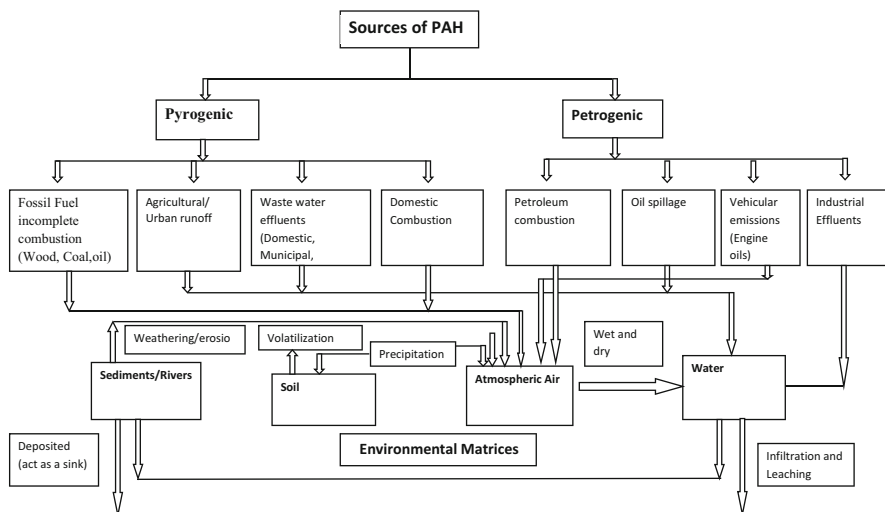 Sources of PAH
Pyrogenic
Petrogenic
Fossil Fuel
incomplete
combustion
(Wood, Coal,oil)
Agricultural/
Urban runoff
Waste water
effluents
(Domestic,
Municipal,
Domestic
Combustion
Petroleum
combustion
Oil spillage
Vehicular
emissions
(Engine
oils)
Industrial
Effluents
Weathering/erosio
Volatilization
Precipitation
Wet and
dry
Sediments/Rivers
Soil
Atmospheric Air
Water
Deposited
(act as a sink)
Environmental Matrices
Infiltration and
Leaching